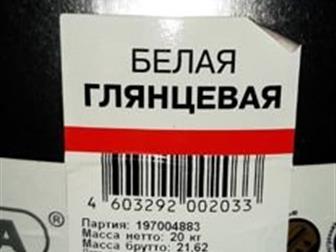 БЕЛАЯ
ГЛЯНЦЕВАЯ
4 603292 002033
Партия: 197004883
Масса нетто: 20 кг
Масса брутто: 21,62